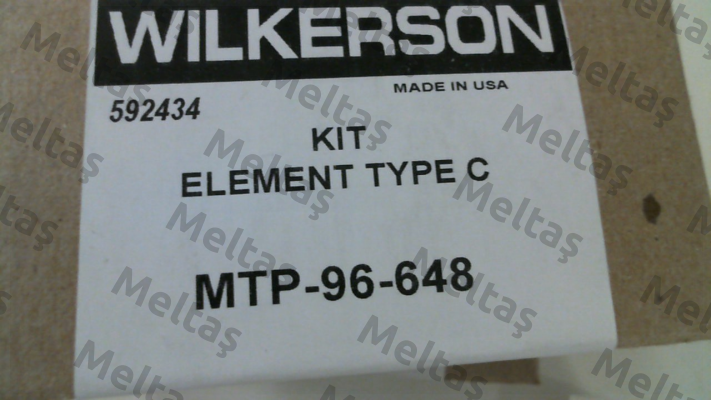 WILKERSON
MADE IN USA
592434
KIT
ELEMENT TYPE C
MTP-96-648
Meltaş